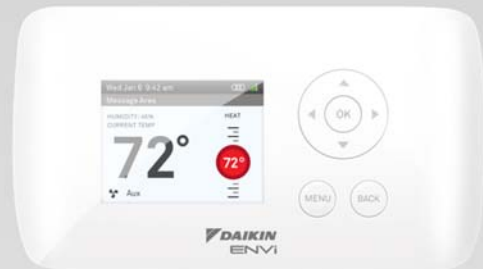 Wed Jan 8 9:42 am
Message Area
HUMIDITY: 46%
CURRENT TEMP
HEAT
72°
72°
Aux
OK
MENU
BACK
DAIKIN
ENVi